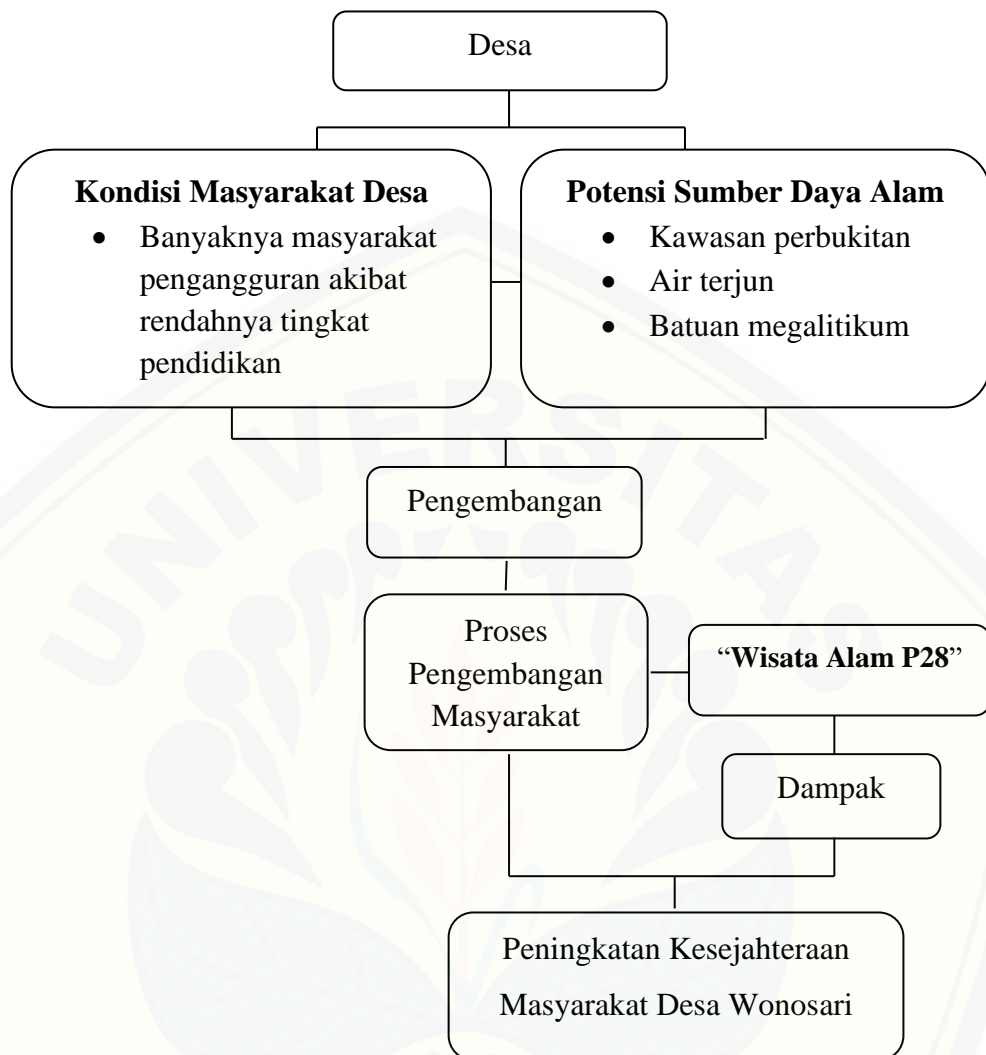 Desa
Kondisi Masyarakat Desa
• Banyaknya masyarakat
pengangguran akibat
rendahnya tingkat
pendidikan
Potensi Sumber Daya Alam
• Kawasan perbukitan
• Air terjun
• Batuan megalitikum
UNIVERSITAS
Pengembangan
Proses
Pengembangan
Masyarakat
“Wisata Alam P28”
Dampak
Peningkatan Kesejahteraan
Masyarakat Desa Wonosari